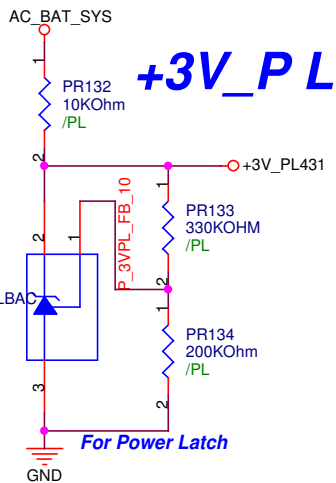 AC_BAT_SYS
+3V_P L
1
PR132
10KOhm
/PL
2
+3V_PL431
1
PR133
330KOHM
/PL
2
2
1
P_3VPL_FB_10
LBAC
1
PR134
200KOhm
/PL
2
3
For Power Latch
GND